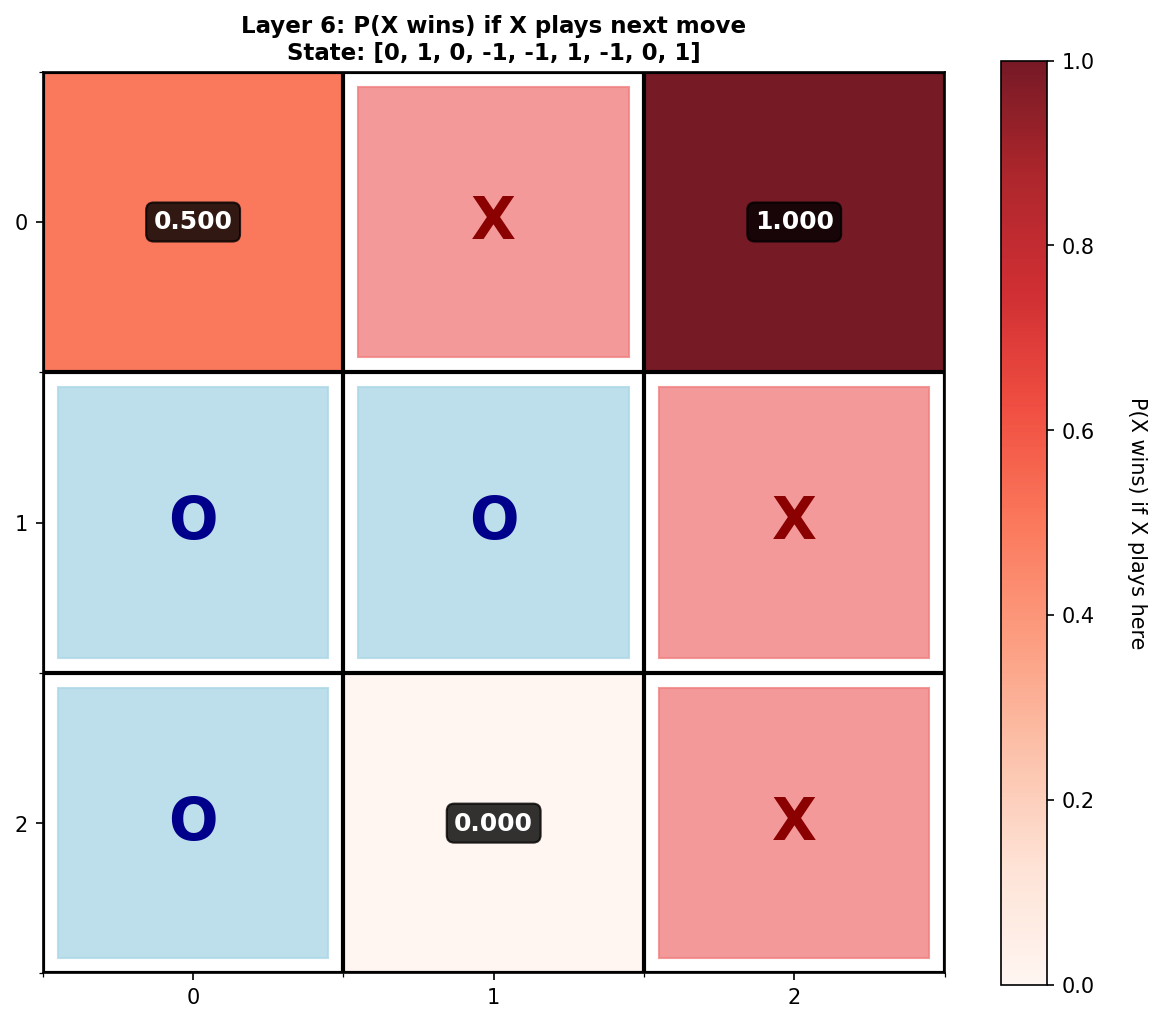 Layer 6: P(X wins) if X plays next move
State: [0, 1, 0, -1, -1, 1, -1, 0, 1]
0
0.500
X
1.000
1
O
O
X
2
O
0.000
X
0
1
2
1.0
0.8
0.6
0.4
0.2
0.0
P(X wins) if X plays here